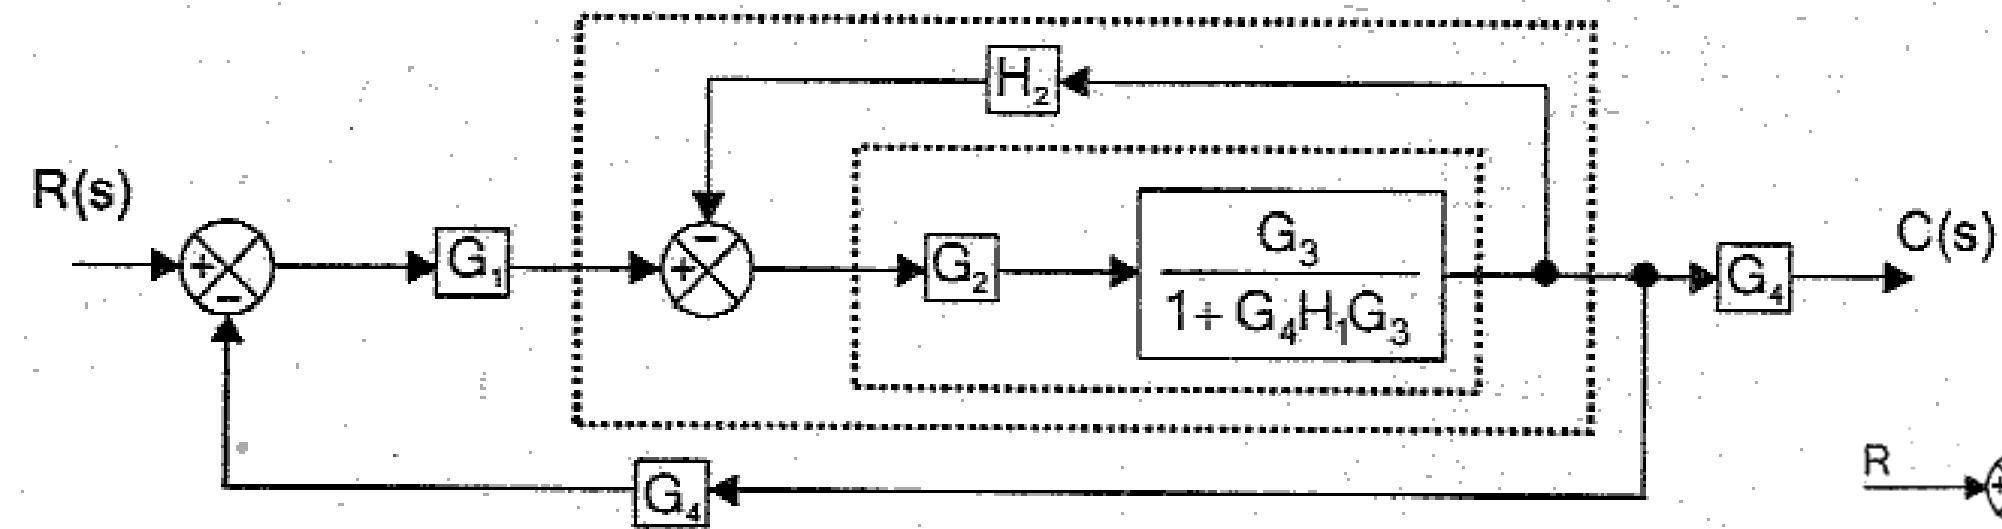 H₂
R(s)
G₃
C(s)
+
−
G₁
+
−
G₂
1+ G₄H₁G₃
G₄
G₄
R
+